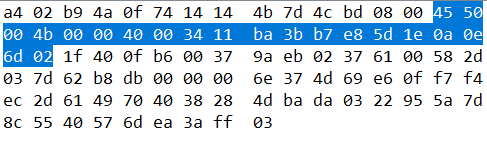 a4 02 b9 4a 0f 74 14 14 4b 7d 4c bd 08 00 45 50
00 4b 00 00 40 00 34 11 ba 3b b7 e8 5d 1e 0a 0e
6d 02 1f 40 0f b6 00 37 9a eb 02 37 61 00 58 2d
03 7d 62 b8 db 00 00 00 6e 37 4d 69 e6 0f f7 f4
ec 2d 61 49 70 40 38 28 4d ba da 03 22 95 5a 7d
8c 55 40 57 6d ea 3a ff 03